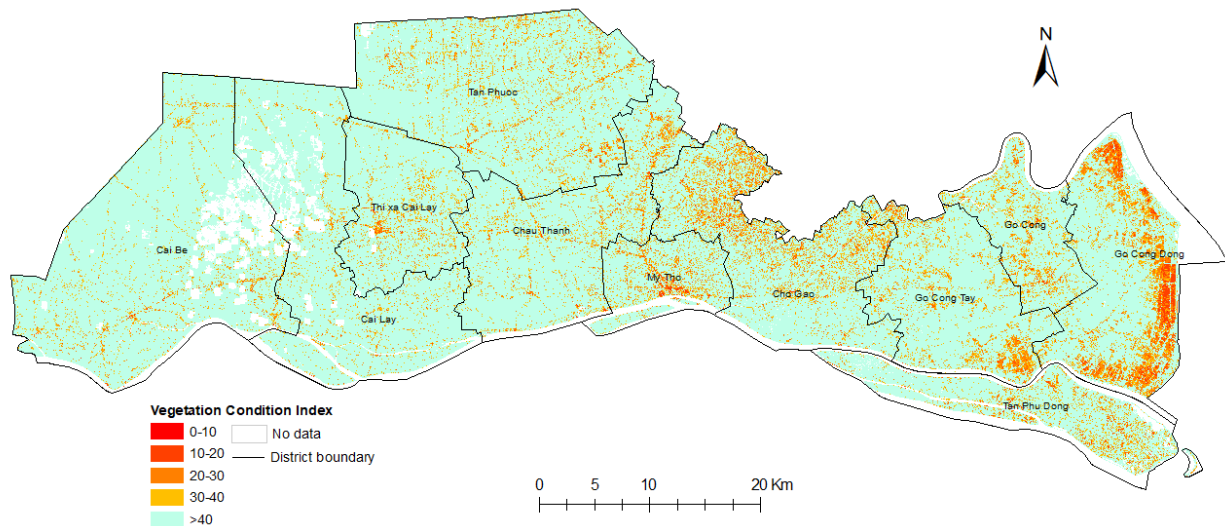 N
Tan Phuoc
Thi xa Cai Lay
Chau Thanh
Go Cong
Cai Be
Go Cong Dong
My Tho
Cho Gao
Go Cong Tay
Cai Lay
Tan Phu Dong
Vegetation Condition Index
0-10 No data
10-20 District boundary
20-30
30-40
>40
0 5 10 20 Km